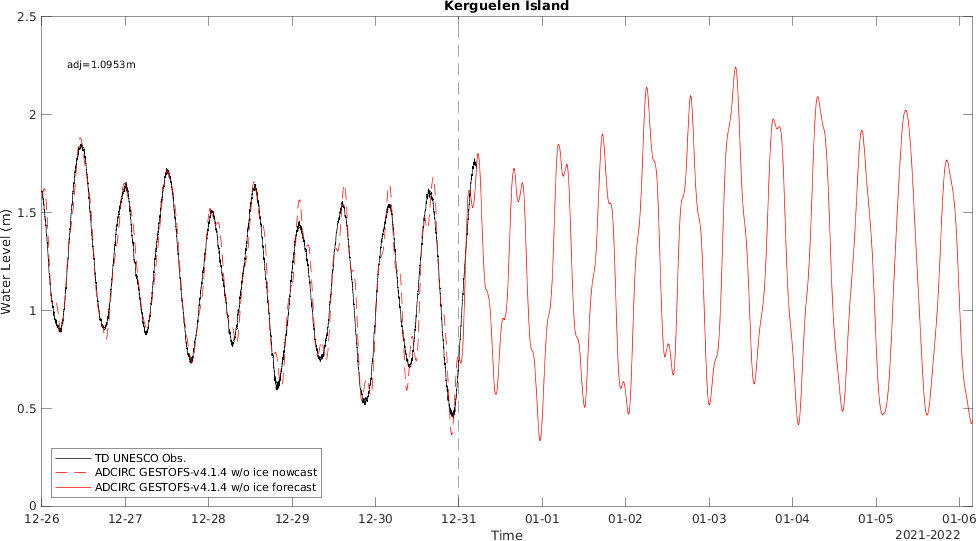 Kerguelen Island
adj=1.0953m
Water Level (m)
2.5
2
1.5
1
0.5
0
TD UNESCO Obs.
ADCIRC GESTOFS-v4.1.4 w/o ice nowcast
ADCIRC GESTOFS-v4.1.4 w/o ice forecast
12-26 12-27 12-28 12-29 12-30 12-31 01-01 01-02 01-03 01-04 01-05 01-06
Time
2021-2022